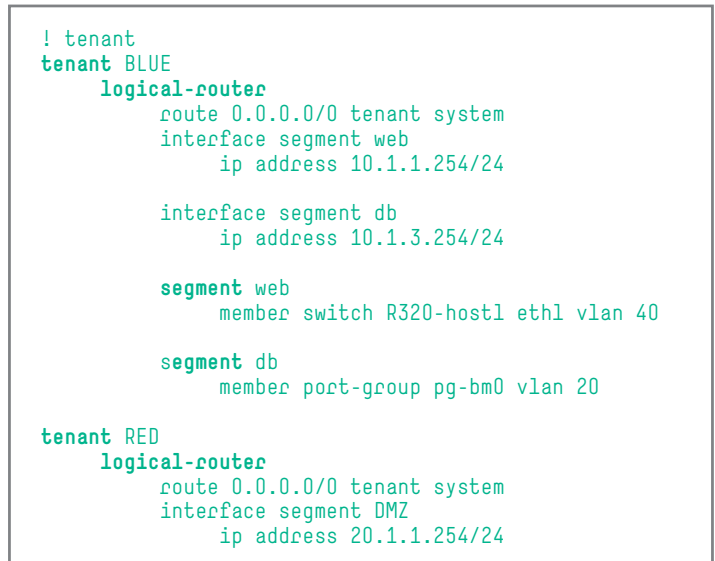 ! tenant
tenant BLUE
logical-router
route 0.0.0.0/0 tenant system
interface segment web
ip address 10.1.1.254/24
interface segment db
ip address 10.1.3.254/24
segment web
member switch R320-hostl ethl vlan 40
segment db
member port-group pg-bm0 vlan 20
tenant RED
logical-router
route 0.0.0.0/0 tenant system
interface segment DMZ
ip address 20.1.1.254/24